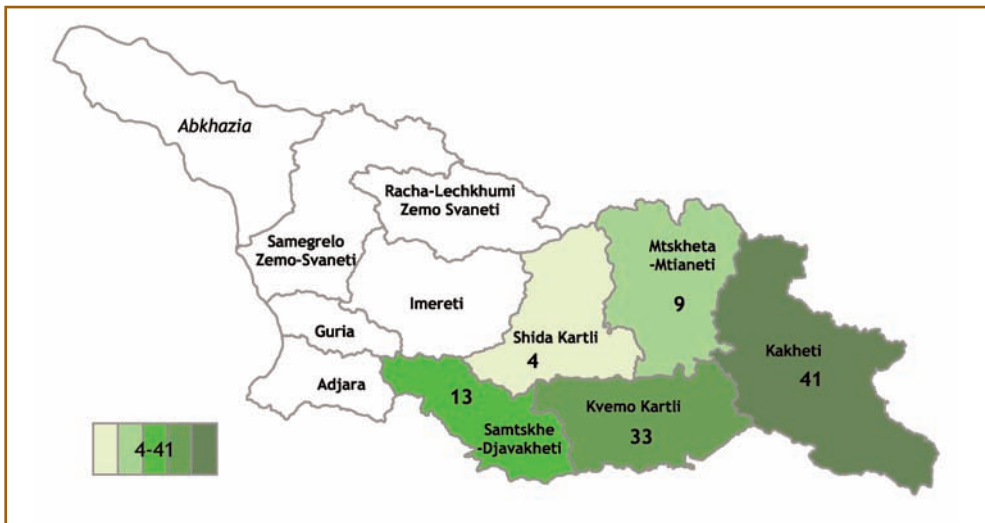 Abkhazia
Racha-Lechkhumi
Zemo Svaneti
Samegrelo
Zemo-Svaneti
Mtskheta
-Mtianeti
9
Imereti
Guria
Shida Kartli
4
Kakheti
41
Adjara
13
Samtskhe
-Djavakheti
Kvemo Kartli
33
4-41